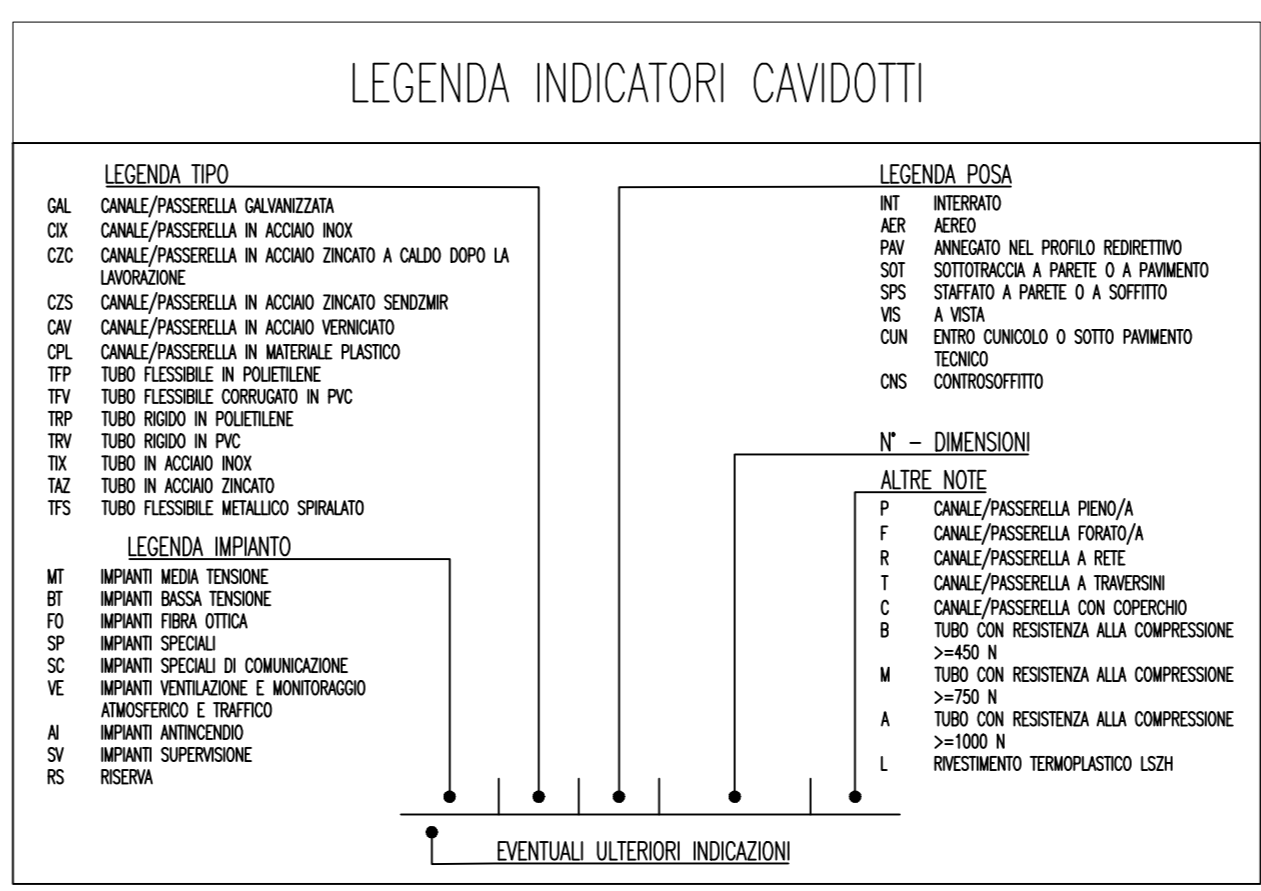 LEGENDA INDICATORI CAVIDOTTI
LEGENDA TIPO
GAL CANALE/PASSERELLA GALVANIZZATA
CIX CANALE/PASSERELLA IN ACCIAIO INOX
CZC CANALE/PASSERELLA IN ACCIAIO ZINCATO A CALDO DOPO LA
LAVORAZIONE
CZS CANALE/PASSERELLA IN ACCIAIO ZINCATO SENDZMIR
CAV CANALE/PASSERELLA IN ACCIAIO VERNICIATO
CPL CANALE/PASSERELLA IN MATERIALE PLASTICO
TFP TUBO FLESSIBILE IN POLIETILENE
TFV TUBO FLESSIBILE CORRUGATO IN PVC
TRP TUBO RIGIDO IN POLIETILENE
TRV TUBO RIGIDO IN PVC
TIX TUBO IN ACCIAIO INOX
TAZ TUBO IN ACCIAIO ZINCATO
TFS TUBO FLESSIBILE METALLICO SPIRALATO
LEGENDA IMPIANTO
MT IMPIANTI MEDIA TENSIONE
BT IMPIANTI BASSA TENSIONE
FO IMPIANTI FIBRA OTTICA
SP IMPIANTI SPECIALI
SC IMPIANTI SPECIALI DI COMUNICAZIONE
VE IMPIANTI VENTILAZIONE E MONITORAGGIO
ATMOSFERICO E TRAFFICO
AI IMPIANTI ANTINCENDIO
SV IMPIANTI SUPERVISIONE
RS RISERVA
LEGENDA POSA
INT INTERRATO
AER AEREO
PAV ANNEGATO NEL PROFILO REDIRETTIVO
SOT SOTTOTRACCIA A PARETE O A PAVIMENTO
SPS STAFFATO A PARETE O A SOFFITTO
VIS A VISTA
CUN ENTRO CUNICOLO O SOTTO PAVIMENTO
TECNICO
CNS CONTROSOFFITTO
N° - DIMENSIONI
ALTRE NOTE
P CANALE/PASSERELLA PIENO/A
F CANALE/PASSERELLA FORATO/A
R CANALE/PASSERELLA A RETE
T CANALE/PASSERELLA A TRAVERSINI
C CANALE/PASSERELLA CON COPERCHIO
B TUBO CON RESISTENZA ALLA COMPRESSIONE
>=450 N
M TUBO CON RESISTENZA ALLA COMPRESSIONE
>=750 N
A TUBO CON RESISTENZA ALLA COMPRESSIONE
>=1000 N
L RIVESTIMENTO TERMOPLASTICO LSZH
EVENTUALI ULTERIORI INDICAZIONI